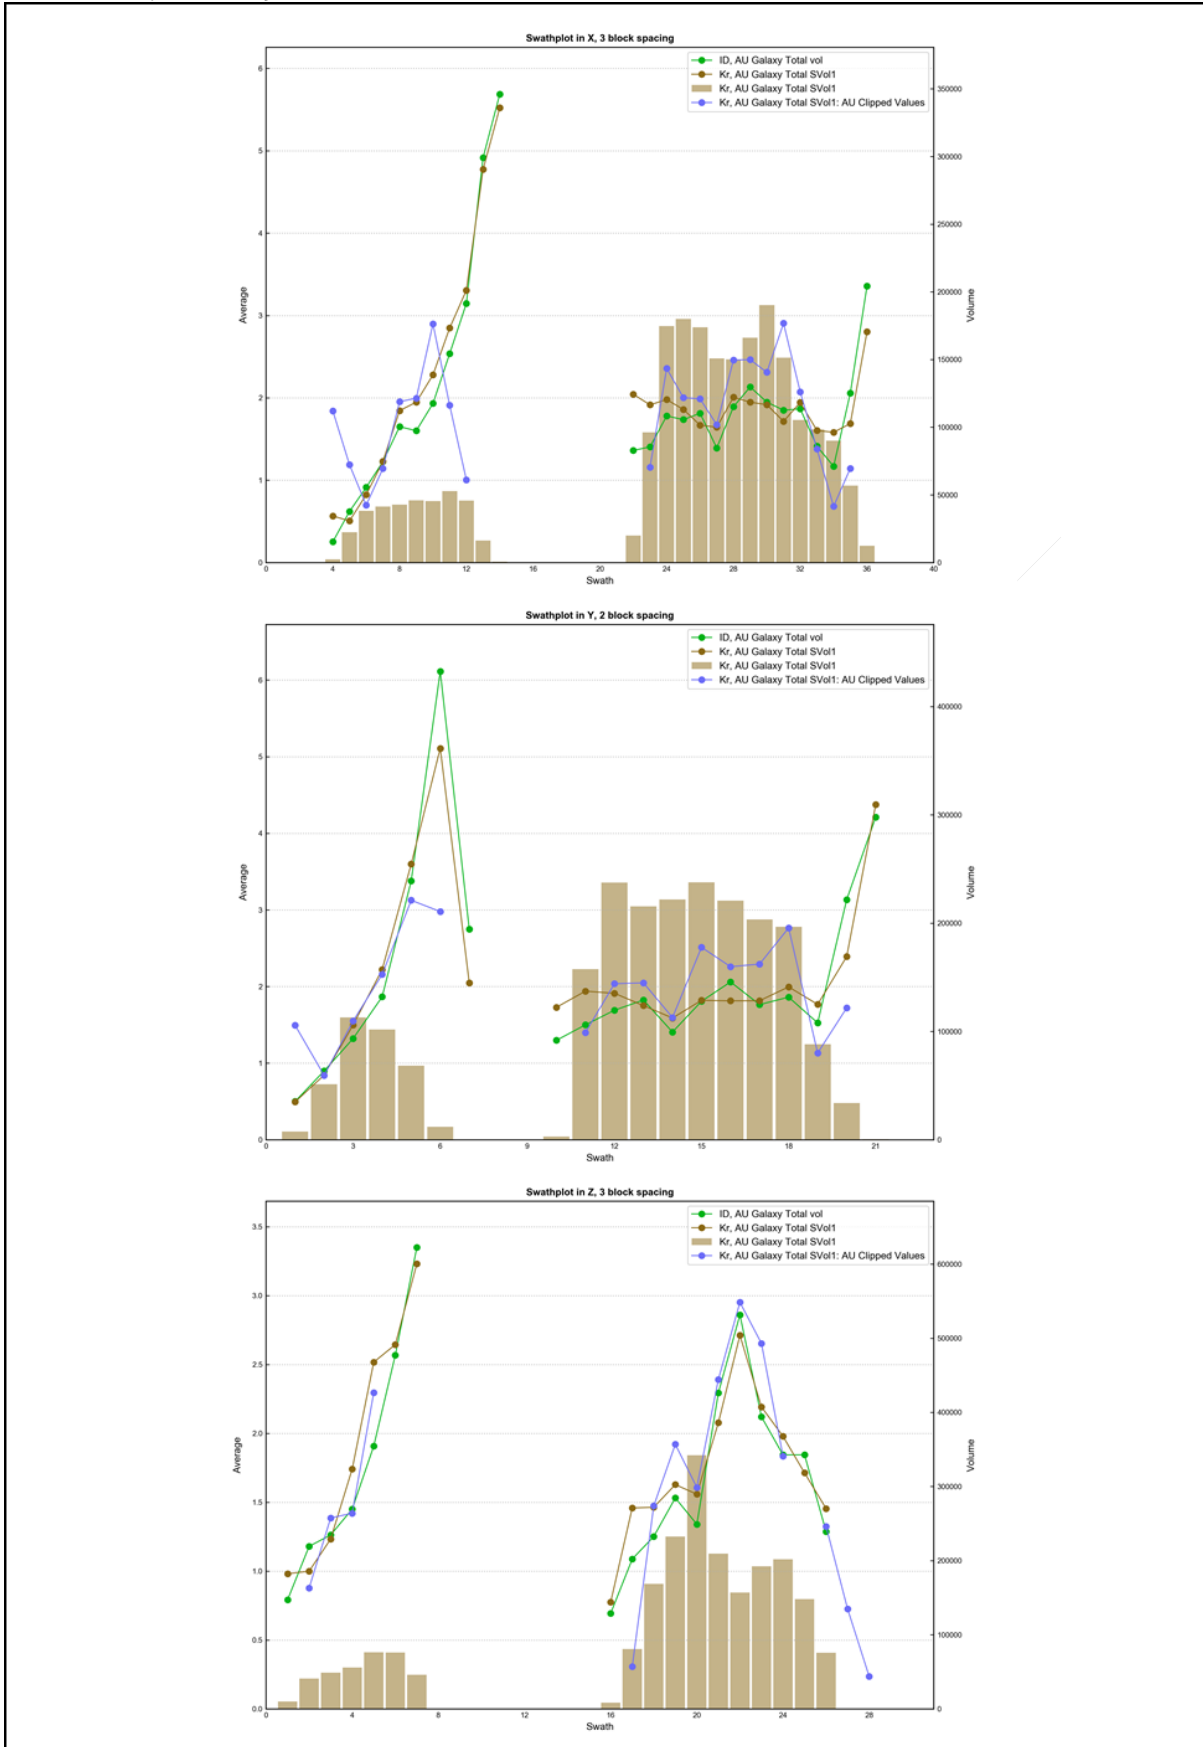 Swathplot in X, 3 block spacing
ID, AU Galaxy Total vol
Kr, AU Galaxy Total SVol1
Kr, AU Galaxy Total SVol1
Kr, AU Galaxy Total SVol1: AU Clipped Values
6
5
4
3
2
1
0
Average
350000
300000
250000
200000
150000
100000
50000
0
Volume
0 4 8 12 16 20 24 28 32 36 40
Swath
Swathplot in Y, 2 block spacing
ID, AU Galaxy Total vol
Kr, AU Galaxy Total SVol1
Kr, AU Galaxy Total SVol1
Kr, AU Galaxy Total SVol1: AU Clipped Values
6
5
4
3
2
1
0
Average
400000
300000
200000
100000
0
Volume
0 3 6 9 12 15 18 21
Swath
Swathplot in Z, 3 block spacing
ID, AU Galaxy Total vol
Kr, AU Galaxy Total SVol1
Kr, AU Galaxy Total SVol1
Kr, AU Galaxy Total SVol1: AU Clipped Values
3.5
3.0
2.5
2.0
1.5
1.0
0.5
0.0
Average
600000
500000
400000
300000
200000
100000
0
Volume
0 4 8 12 16 20 24 28
Swath